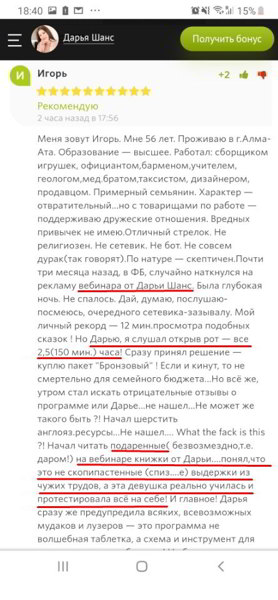 18:40
15%
Дарья Шанс
Получить бонус
И
Игорь
+2
Рекомендую
2 часа назад в 17:56
Меня зовут Игорь. Мне 56 лет. Проживаю в г.Алма-
Ата. Образование — высшее. Работал: сборщиком
игрушек, официантом,барменом,учителем,
геологом,мед.братом,таксистом, дизайнером,
продавцом. Примерный семьянин. Характер —
отвратительный...но с товарищами по работе —
поддерживаю дружеские отношения. Вредных
привычек не имею.Отличный стрелок. Не
религиозен. Не сетевик. Не бот. Не совсем
дурак(так говорят).По натуре — скептичен.Почти
три месяца назад, в ФБ, случайно наткнулся на
рекламу вебинара от Дарьи Шанс. Была глубокая
ночь. Не спалось. Дай, думаю, послушаю-
посмеюсь, очередного сетевика-зазывалу. Мой
личный рекорд — 12 мин.просмотра подобных
сказок ! Но Дарью, я слушал открыв рот — все
2,5(150 мин.) часа! Сразу принял решение —
куплю пакет "Бронзовый" ! Если и кинут, то не
смертельно для семейного бюджета...Но всё же,
утром стал искать отрицательные отзывы о
программе или Дарье...не нашел...Не может же
такого быть ?! Начал шерстить
англояз.ресурсы...Не нашел.... What the fack is this
?! Начал читать подаренные( безвозмездно,т.е.
даром!) на вебинаре книжки от Дарьи....понял,что
это не скопипастенные (спиз....е) выдержки из
чужих трудов, а эта девушка реально училась и
протестировала всё на себе! И главное! Дарья
сразу же предупредила всяких, всевозможных
мудаков и лузеров — это программа не
волшебная таблетка, а схема и инструмент для